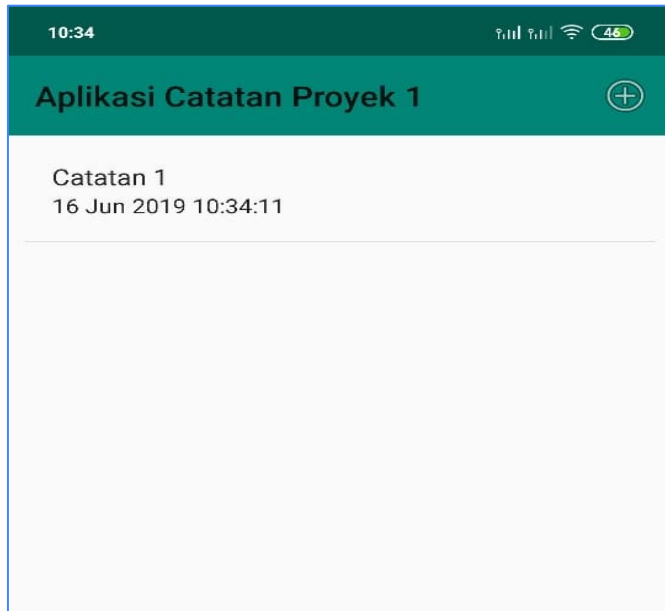 10:34
46
Aplikasi Catatan Proyek 1
Catatan 1
16 Jun 2019 10:34:11